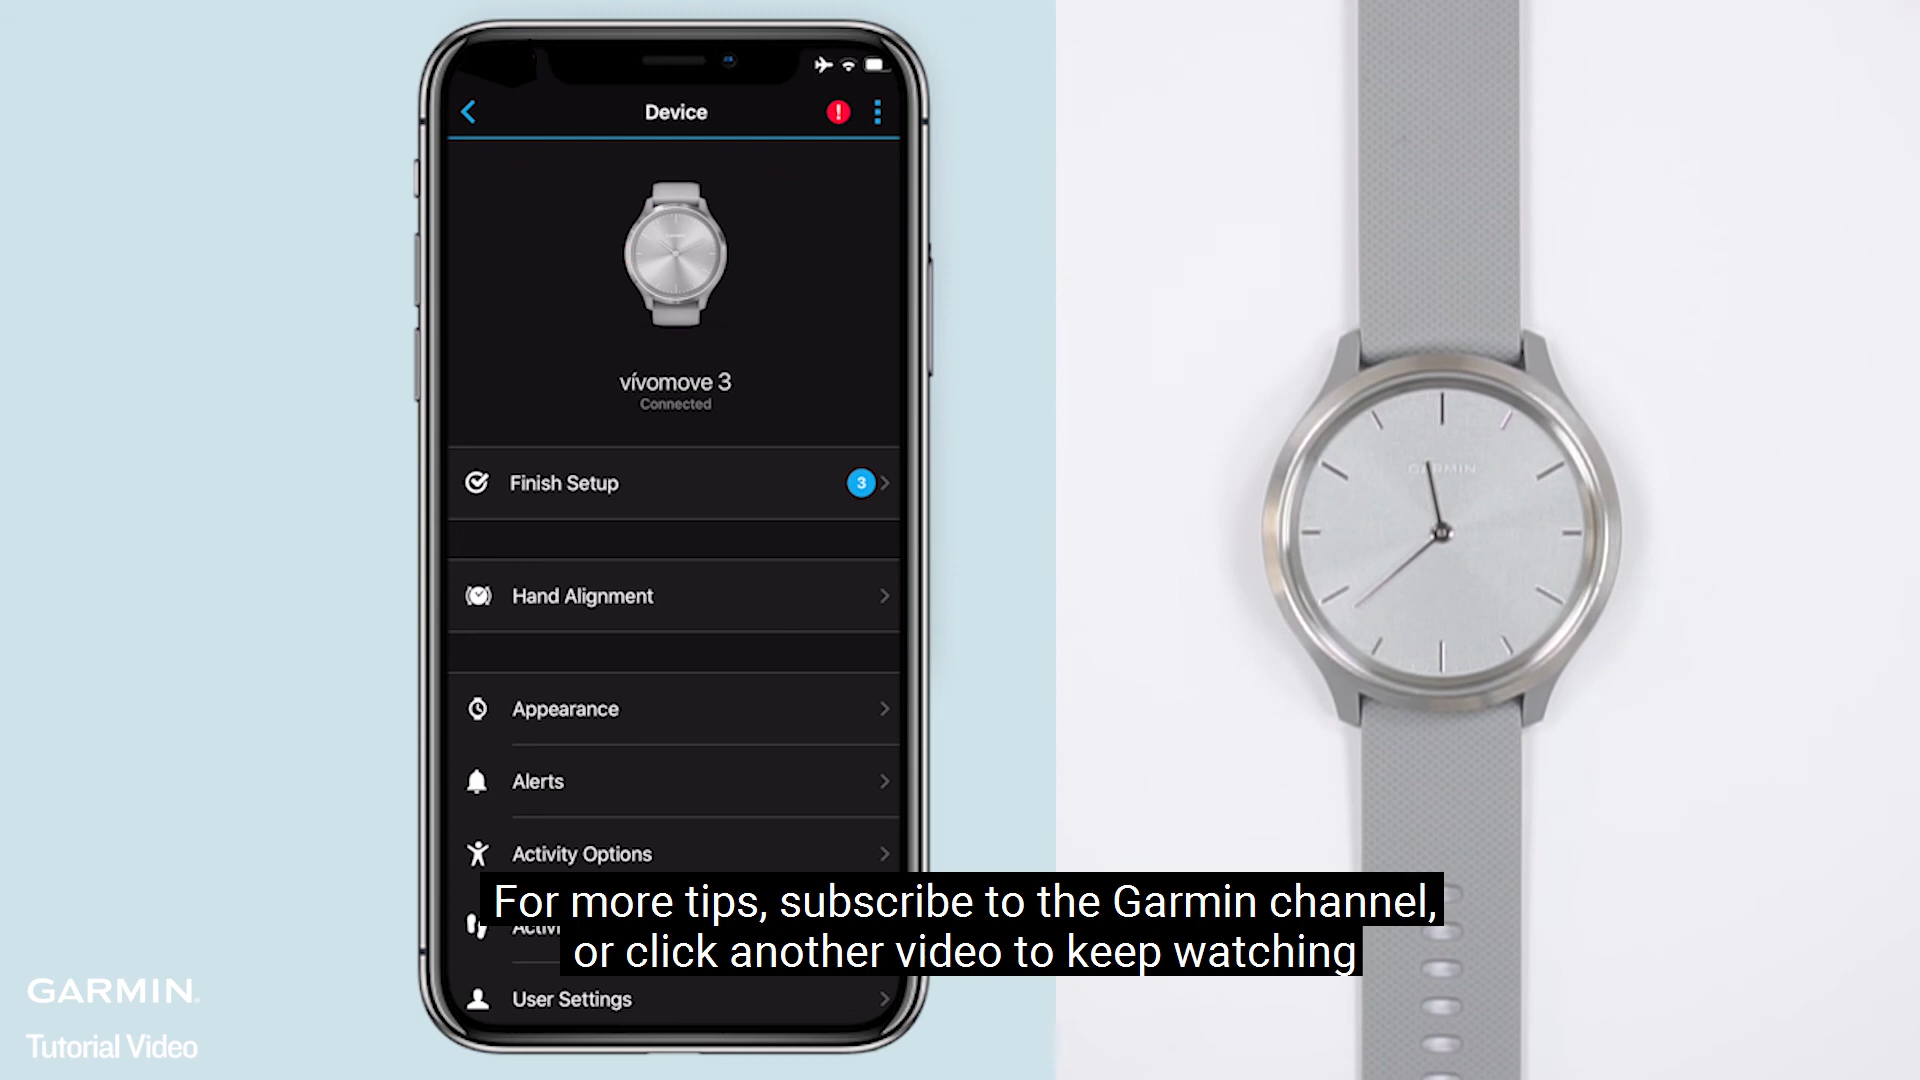 Device
vívomove 3
Connected
Finish Setup
3
Hand Alignment
Appearance
Alerts
Activity Options
User Settings
GARMIN
For more tips, subscribe to the Garmin channel,
or click another video to keep watching
GARMIN
Tutorial Video